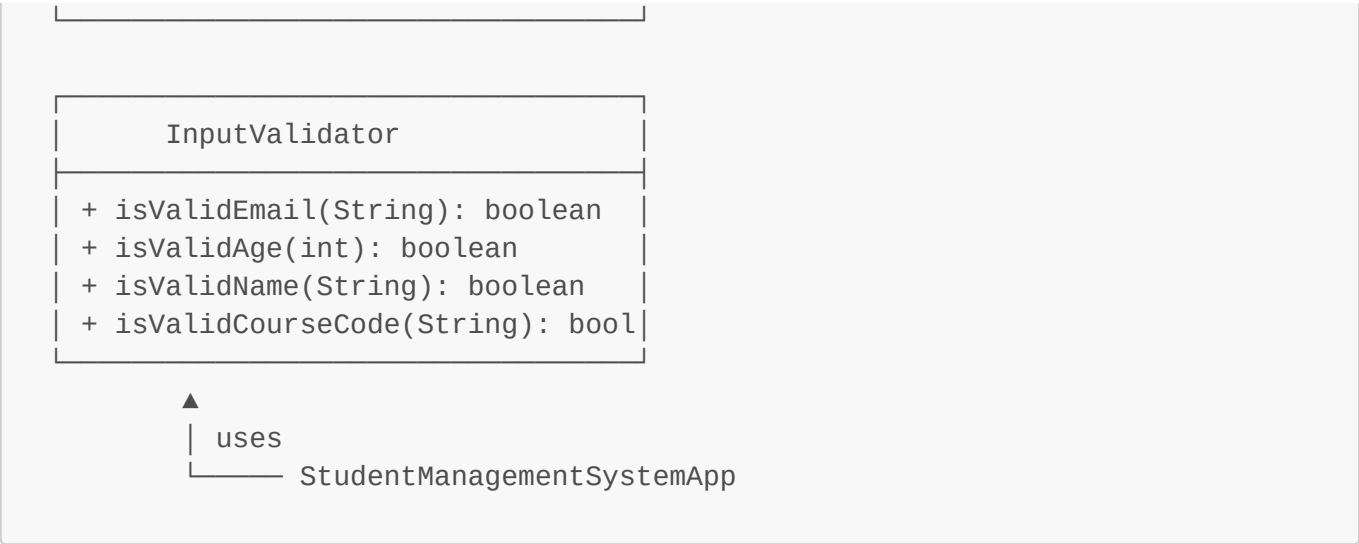 InputValidator
+ isValidEmail(String): boolean
+ isValidAge(int): boolean
+ isValidName(String): boolean
+ isValidCourseCode(String): bool
uses
StudentManagementSystemApp